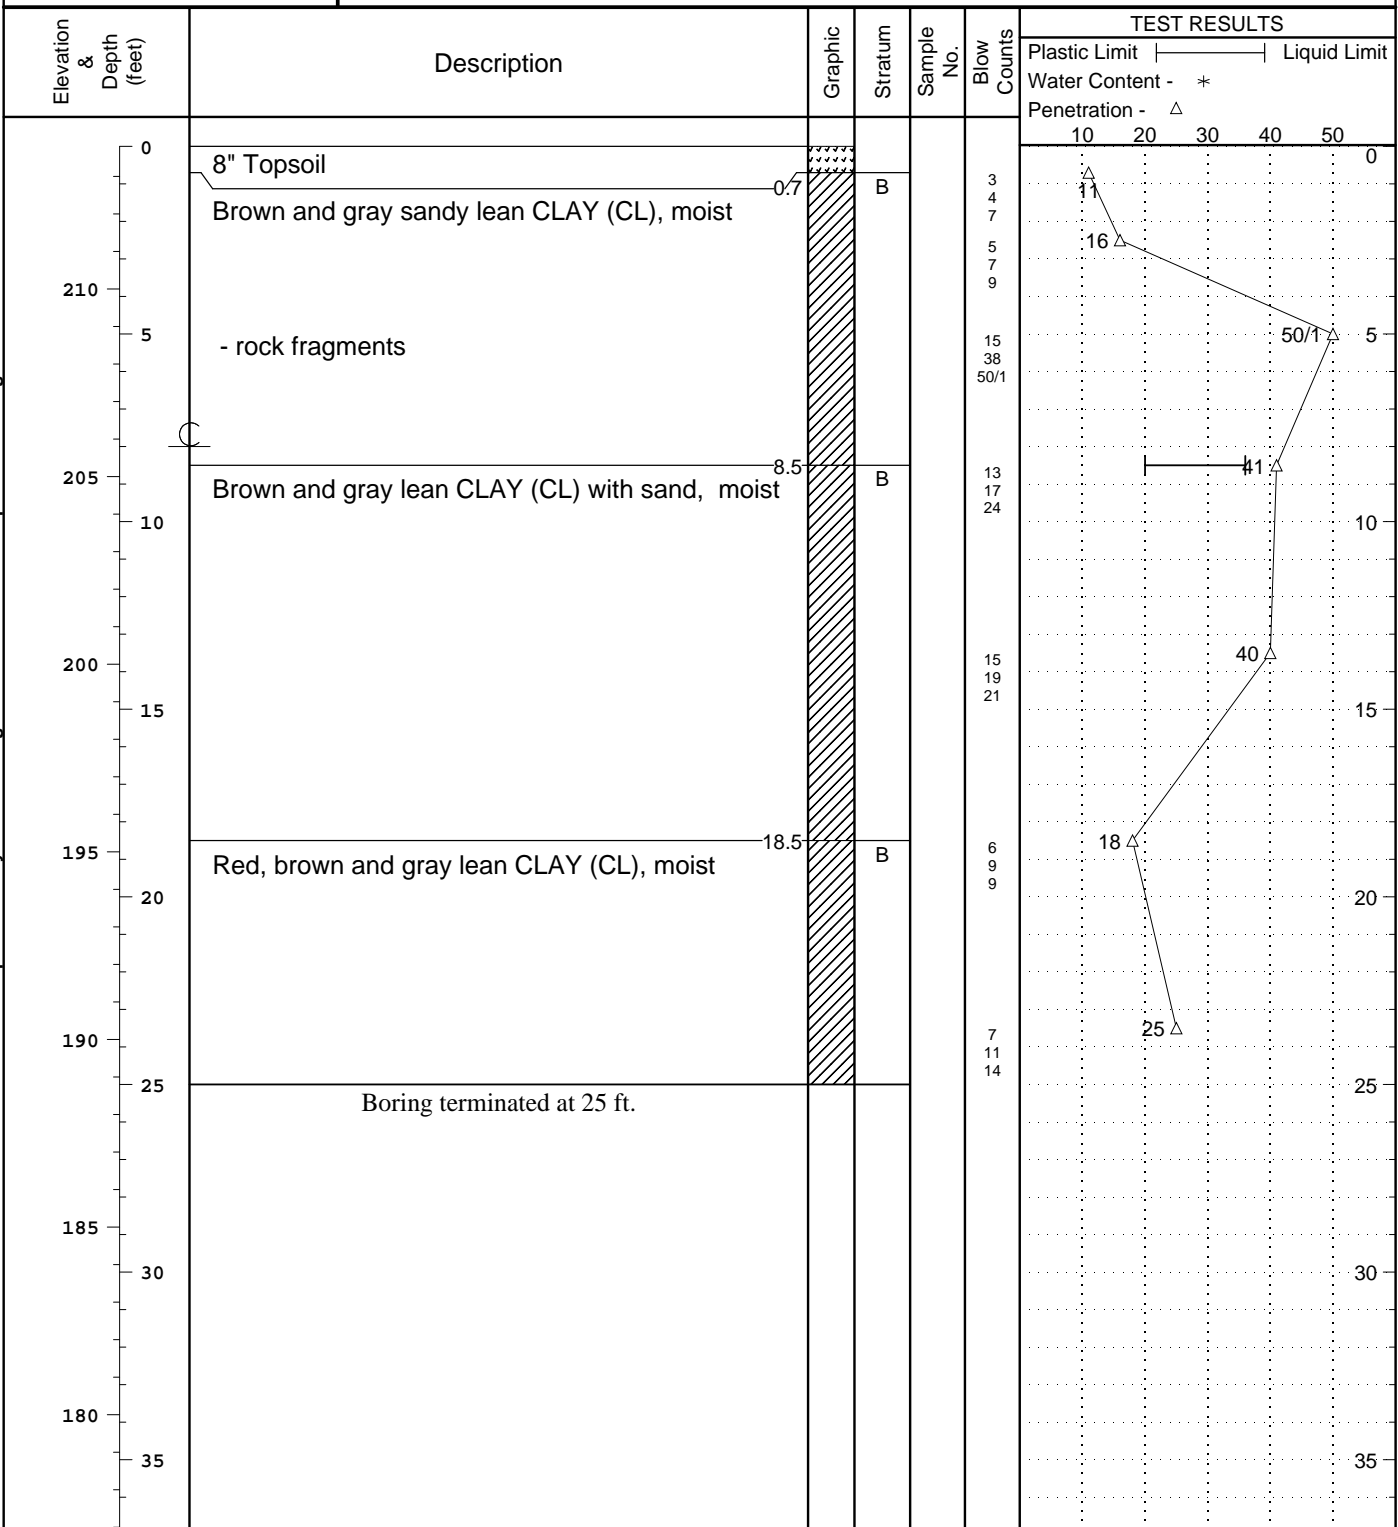 Elevation
&
Depth
(feet)
Description
Graphic
Stratum
Sample
No.
Blow
Counts
TEST RESULTS
Plastic Limit Liquid Limit
Water Content - *
Penetration - △
10 20 30 40 50
0 0
8" Topsoil
0.7 B 3 11
Brown and gray sandy lean CLAY (CL), moist 4
7
5 16
7
210 9
5 - rock fragments 15 50/1 5
38
50/1
205 8.5 B 13 41
Brown and gray lean CLAY (CL) with sand, moist 17
24
10 10
200 15 40
19
21
15 15
195 18.5 B 6 18
Red, brown and gray lean CLAY (CL), moist 9
9
20 20
190 7 25
11
14
25 25
Boring terminated at 25 ft.
185
30 30
180
35 35